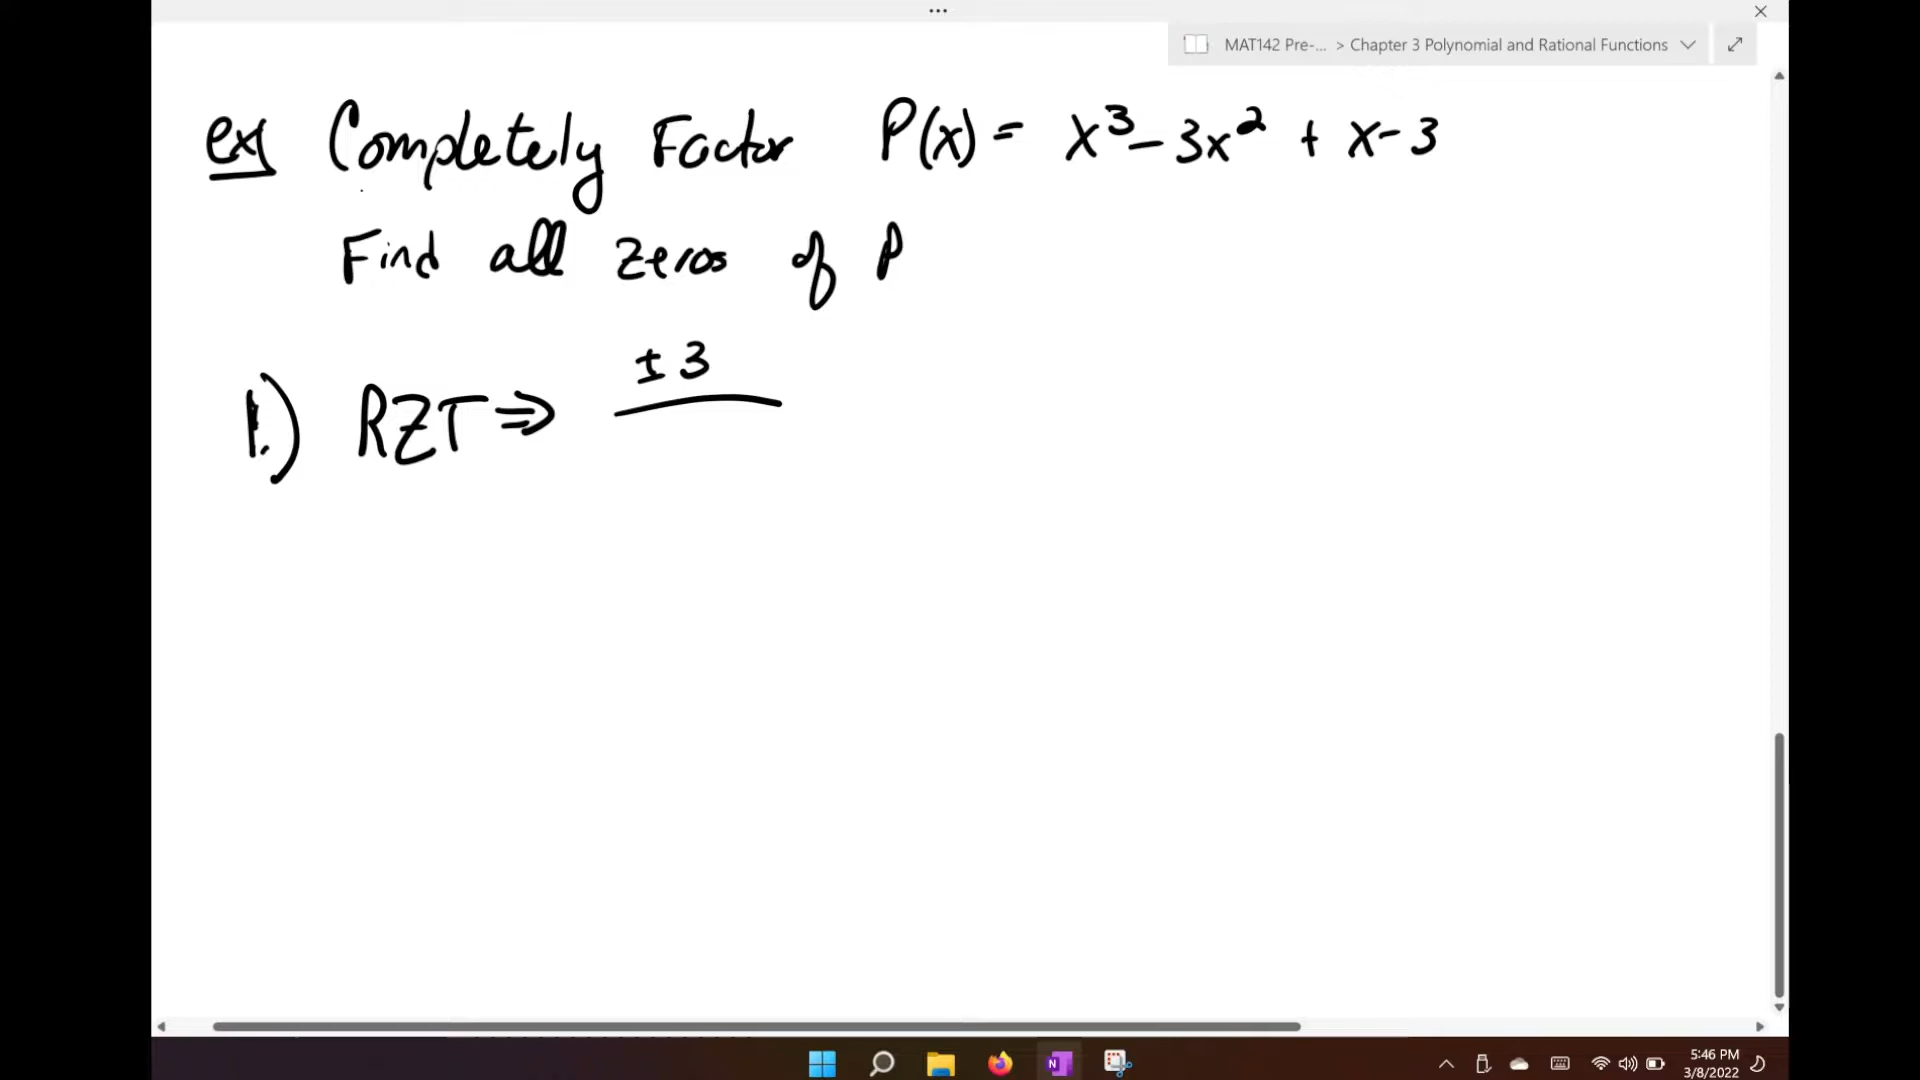 ...
MAT142 Pre-... > Chapter 3 Polynomial and Rational Functions
ex) Completely Factor P(x) = x³ - 3x² + x - 3
Find all zeros of P
± 3
1.) RZT ⇒
5:46 PM
3/8/2022